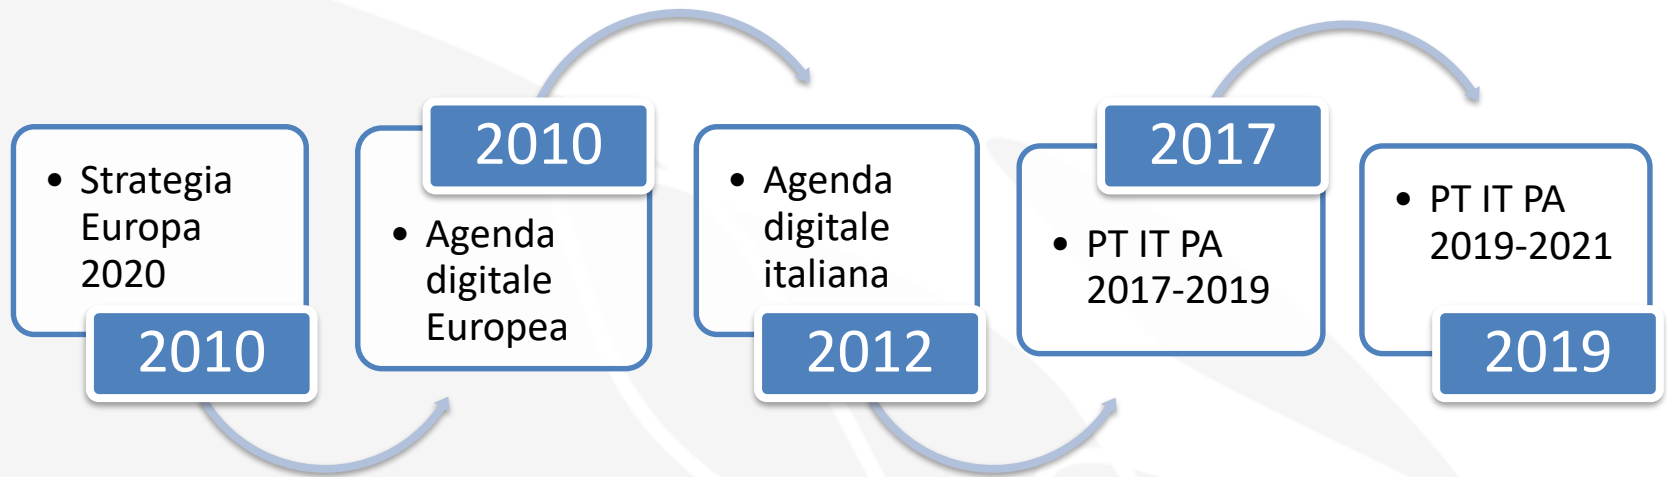 • Strategia
Europa
2020
2010
2010
• Agenda
digitale
Europea
• Agenda
digitale
italiana
2012
2017
• PT IT PA
2017-2019
• PT IT PA
2019-2021
2019